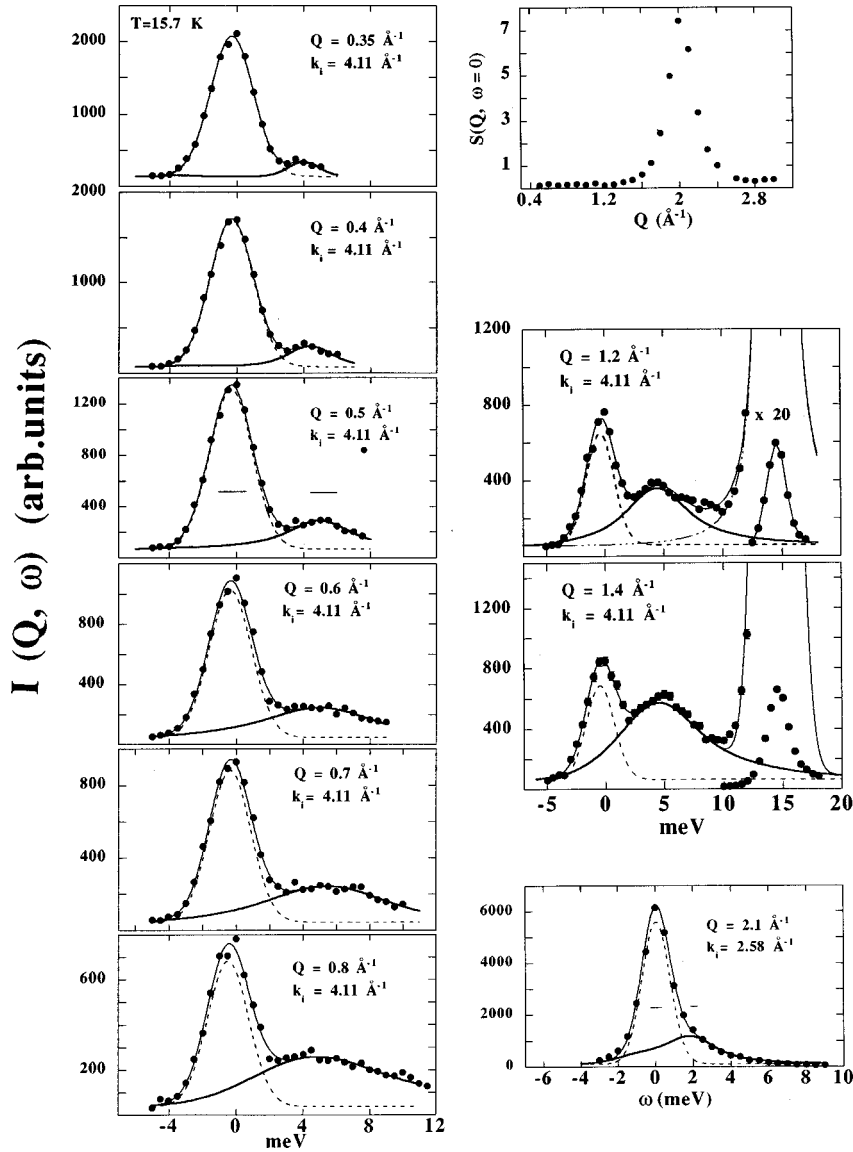 I (Q, ω) (arb.units)
T=15.7 K
Q = 0.35 Å⁻¹
kᵢ = 4.11 Å⁻¹
2000
1000
2000
Q = 0.4 Å⁻¹
kᵢ = 4.11 Å⁻¹
1000
1200
800
400
Q = 0.5 Å⁻¹
kᵢ = 4.11 Å⁻¹
Q = 0.6 Å⁻¹
kᵢ = 4.11 Å⁻¹
800
400
Q = 0.7 Å⁻¹
kᵢ = 4.11 Å⁻¹
800
400
Q = 0.8 Å⁻¹
kᵢ = 4.11 Å⁻¹
600
200
-4 0 4 8 12
meV
S(Q, ω=0)
7
6
5
4
3
2
1
0.4 1.2 2 2.8
Q (Å⁻¹)
1200
800
400
0
Q = 1.2 Å⁻¹
kᵢ = 4.11 Å⁻¹
x 20
Q = 1.4 Å⁻¹
kᵢ = 4.11 Å⁻¹
1200
800
400
-5 0 5 10 15 20
meV
6000
4000
2000
0
Q = 2.1 Å⁻¹
kᵢ = 2.58 Å⁻¹
-6 -4 -2 0 2 4 6 8 10
ω (meV)